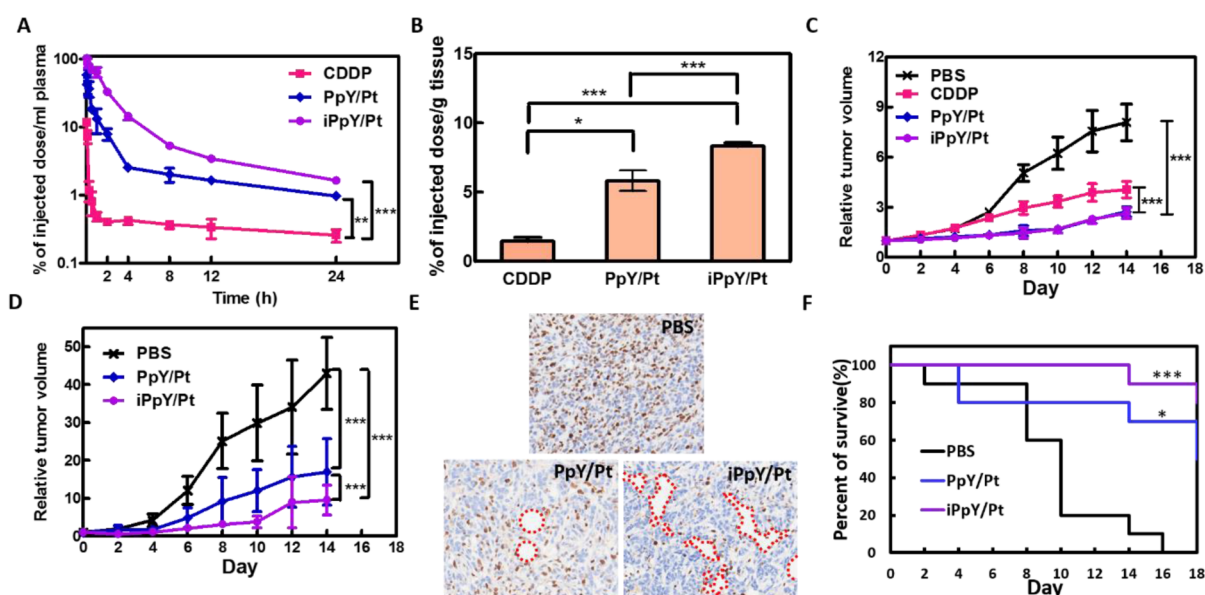 A
% of injected dose/ml plasma
100
10
1
0.1
CDDP
PpY/Pt
iPpY/Pt
**
***
2 4 8 12 24
Time (h)
B
% of injected dose/g tissue
15
10
5
0
***
***
*
CDDP PpY/Pt iPpY/Pt
C
Relative tumor volume
12
9
6
3
0
PBS
CDDP
PpY/Pt
iPpY/Pt
***
***
0 2 4 6 8 10 12 14 16 18
Day
D
Relative tumor volume
50
40
30
20
10
0
PBS
PpY/Pt
iPpY/Pt
***
***
***
0 2 4 6 8 10 12 14 16 18
Day
E
PBS
PpY/Pt
iPpY/Pt
F
Percent of survive(%)
100
80
60
40
20
0
***
*
PBS
PpY/Pt
iPpY/Pt
0 2 4 6 8 10 12 14 16 18
Day